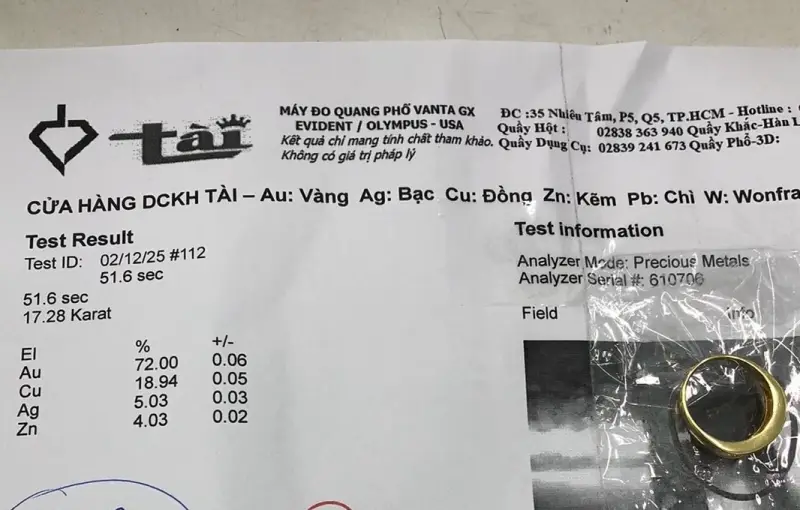 tài
MÁY ĐO QUANG PHỔ VANTA GX
EVIDENT / OLYMPUS - USA
Kết quả chỉ mang tính chất tham khảo.
Không có giá trị pháp lý
ĐC :35 Nhiêu Tâm, P5, Q5, TP.HCM - Hotline :
Quầy Hột : 02838 363 940 Quầy Khắc-Hàn L
Quầy Dụng Cụ: 02839 241 673 Quầy Phổ-3D:
CỬA HÀNG DCKH TÀI – Au: Vàng Ag: Bạc Cu: Đồng Zn: Kẽm Pb: Chì W: Wonfra
Test Result
Test ID: 02/12/25 #112
51.6 sec
51.6 sec
17.28 Karat
El % +/-
Au 72.00 0.06
Cu 18.94 0.05
Ag 5.03 0.03
Zn 4.03 0.02
Test information
Analyzer Mode: Precious Metals
Analyzer Serial #: 610706
Field info